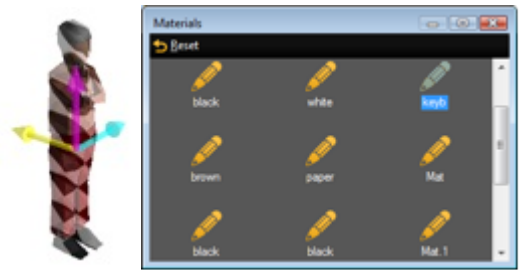 Materials
Reset
black
white
keyb
brown
paper
Mat
black
black
Mat.1